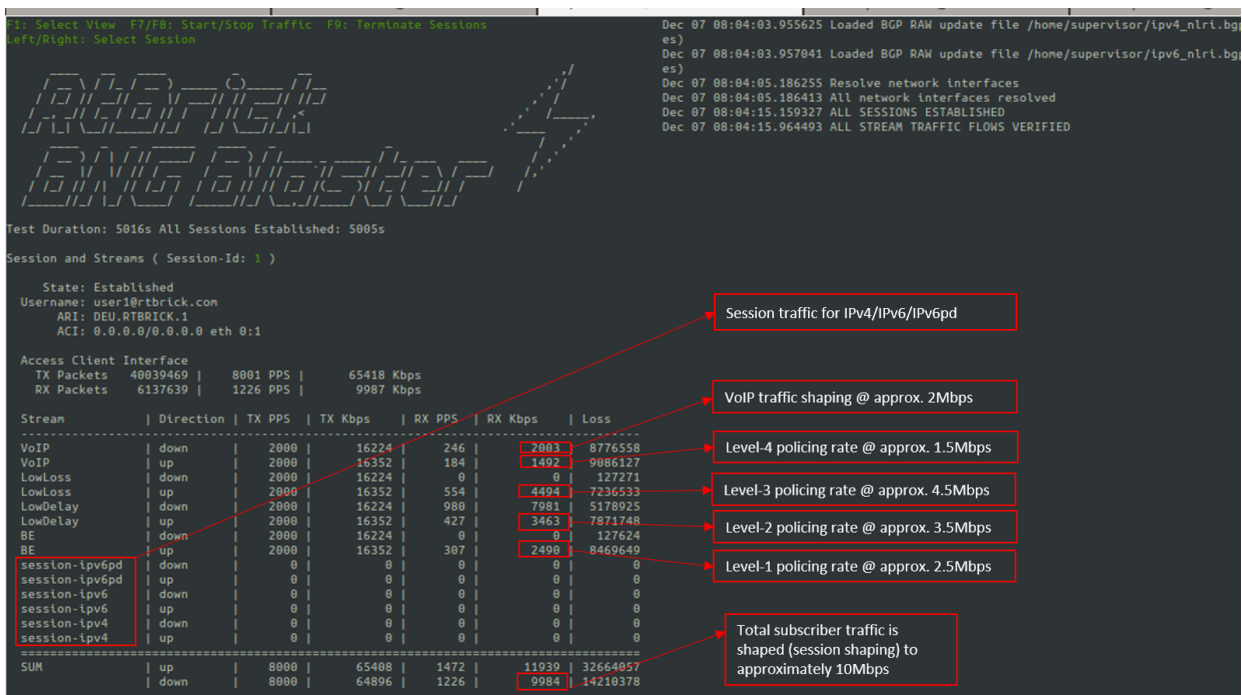 F1: Select View  F7/F8: Start/Stop Traffic  F9: Terminate Sessions
Left/Right: Select Session
RtBrick
BNG Blaster
Test Duration: 5016s All Sessions Established: 5005s
Session and Streams ( Session-Id: 1 )
State: Established
Username: user1@rtbrick.com
ARI: DEU.RTBRICK.1
ACI: 0.0.0.0/0.0.0.0 eth 0:1
Access Client Interface
TX Packets   40039469 |    8001 PPS |      65418 Kbps
RX Packets    6137639 |    1226 PPS |       9987 Kbps
Stream | Direction | TX PPS | TX Kbps | RX PPS | RX Kbps | Loss
VoIP | down | 2000 | 16224 | 246 | 2003 | 8776558
VoIP | up | 2000 | 16352 | 184 | 1492 | 9086127
LowLoss | down | 2000 | 16224 | 0 | 0 | 127271
LowLoss | up | 2000 | 16352 | 554 | 4494 | 7236533
LowDelay | down | 2000 | 16224 | 980 | 7981 | 5178925
LowDelay | up | 2000 | 16352 | 427 | 3463 | 7871748
BE | down | 2000 | 16224 | 0 | 0 | 127624
BE | up | 2000 | 16352 | 307 | 2490 | 8469649
session-ipv6pd | down | 0 | 0 | 0 | 0 | 0
session-ipv6pd | up | 0 | 0 | 0 | 0 | 0
session-ipv6 | down | 0 | 0 | 0 | 0 | 0
session-ipv6 | up | 0 | 0 | 0 | 0 | 0
session-ipv4 | down | 0 | 0 | 0 | 0 | 0
session-ipv4 | up | 0 | 0 | 0 | 0 | 0
SUM | up | 8000 | 65408 | 1472 | 11939 | 32664057
| down | 8000 | 64896 | 1226 | 9984 | 14210378
Dec 07 08:04:03.955625 Loaded BGP RAW update file /home/supervisor/ipv4_nlri.bgp
es)
Dec 07 08:04:03.957041 Loaded BGP RAW update file /home/supervisor/ipv6_nlri.bgp
es)
Dec 07 08:04:05.186255 Resolve network interfaces
Dec 07 08:04:05.186413 All network interfaces resolved
Dec 07 08:04:15.159327 ALL SESSIONS ESTABLISHED
Dec 07 08:04:15.964493 ALL STREAM TRAFFIC FLOWS VERIFIED
Session traffic for IPv4/IPv6/IPv6pd
VoIP traffic shaping @ approx. 2Mbps
Level-4 policing rate @ approx. 1.5Mbps
Level-3 policing rate @ approx. 4.5Mbps
Level-2 policing rate @ approx. 3.5Mbps
Level-1 policing rate @ approx. 2.5Mbps
Total subscriber traffic is
shaped (session shaping) to
approximately 10Mbps